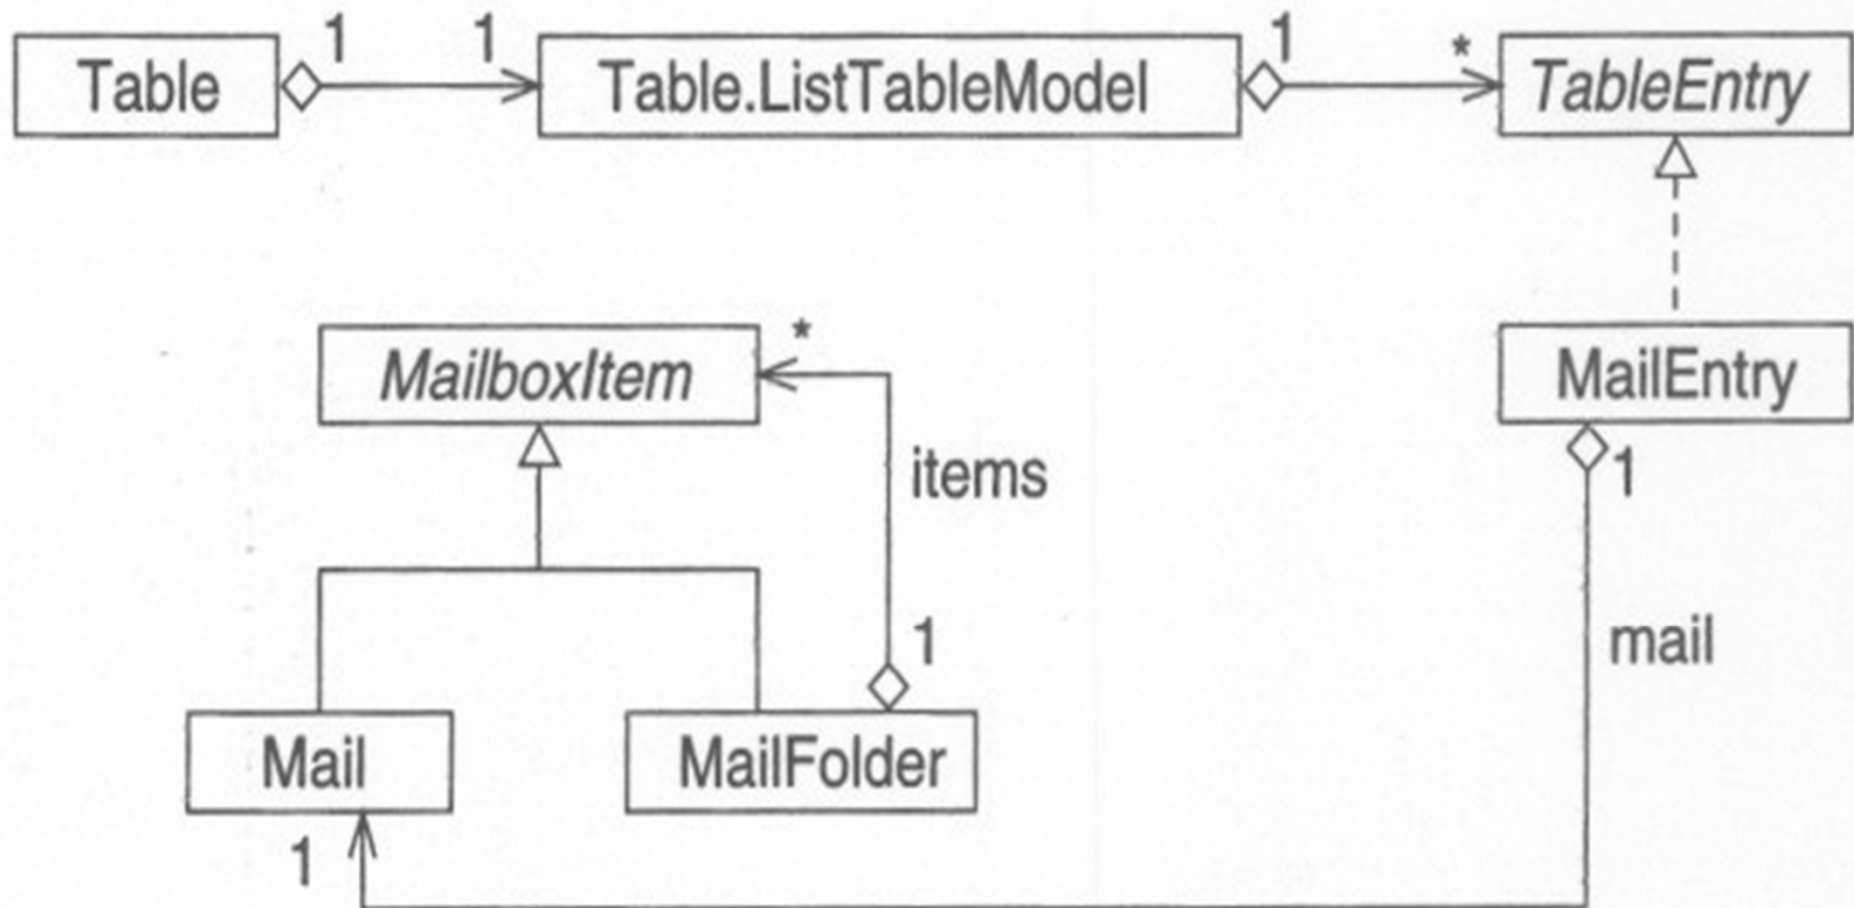 1
1
1
*
Table
Table.ListTableModel
TableEntry
*
MailboxItem
MailEntry
items
1
1
mail
Mail
MailFolder
1